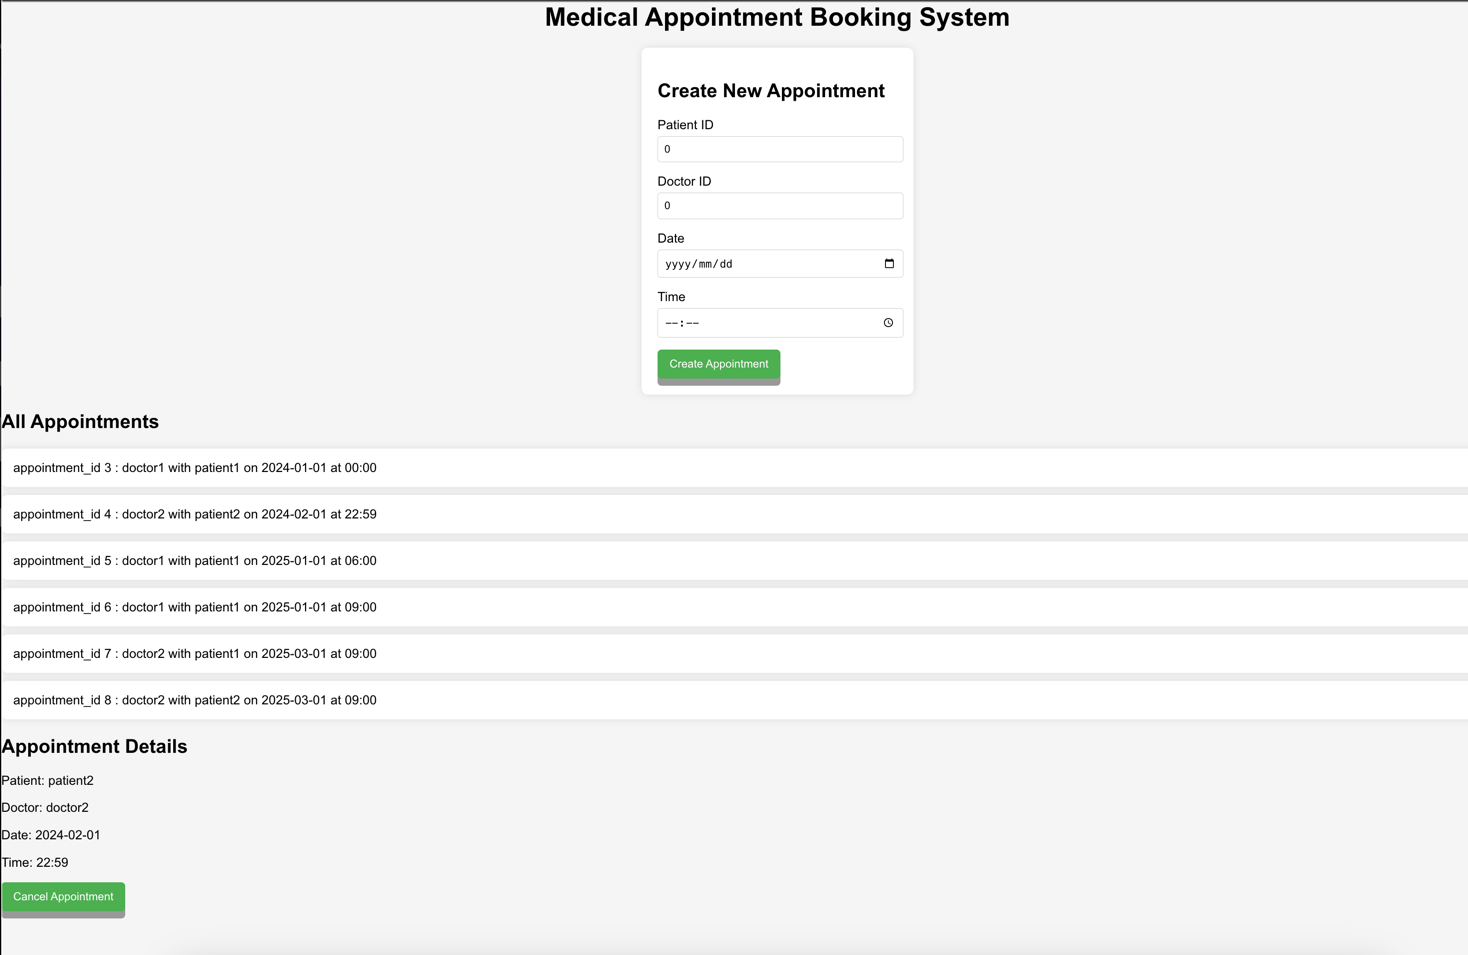 Medical Appointment Booking System
Create New Appointment
Patient ID
0
Doctor ID
0
Date
yyyy/mm/dd
Time
--:--
Create Appointment
All Appointments
appointment_id 3 : doctor1 with patient1 on 2024-01-01 at 00:00
appointment_id 4 : doctor2 with patient2 on 2024-02-01 at 22:59
appointment_id 5 : doctor1 with patient1 on 2025-01-01 at 06:00
appointment_id 6 : doctor1 with patient1 on 2025-01-01 at 09:00
appointment_id 7 : doctor2 with patient1 on 2025-03-01 at 09:00
appointment_id 8 : doctor2 with patient2 on 2025-03-01 at 09:00
Appointment Details
Patient: patient2
Doctor: doctor2
Date: 2024-02-01
Time: 22:59
Cancel Appointment